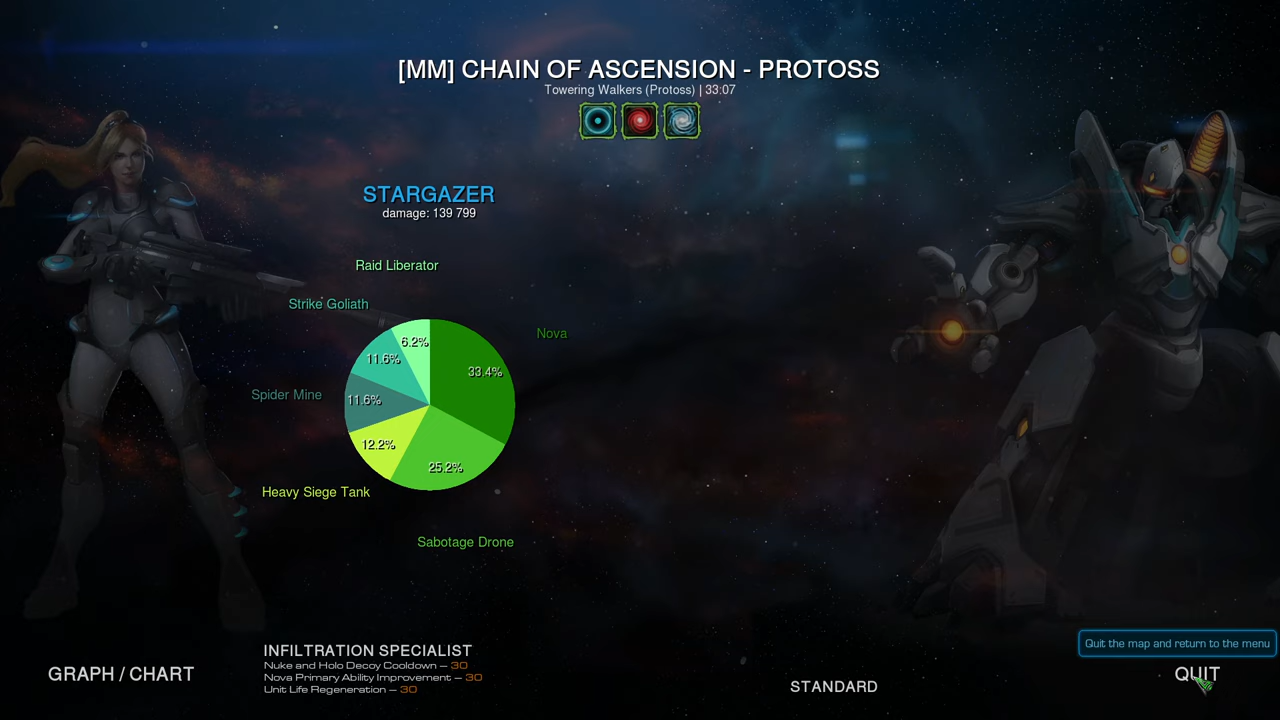 [MM] CHAIN OF ASCENSION - PROTOSS
Towering Walkers (Protoss) | 33:07
STARGAZER
damage: 139 799
Raid Liberator
Strike Goliath
Nova
6.2%
11.6%
33.4%
Spider Mine
11.6%
12.2%
25.2%
Heavy Siege Tank
Sabotage Drone
Quit the map and return to the menu
GRAPH / CHART
INFILTRATION SPECIALIST
Nuke and Holo Decoy Cooldown – 30
Nova Primary Ability Improvement – 30
Unit Life Regeneration – 30
STANDARD
QUIT